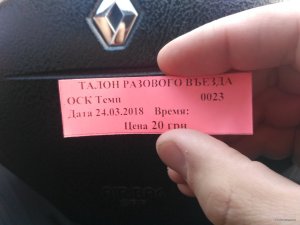 ТАЛОН РАЗОВОГО ВЪЕЗДА
ОСК Темп 0023
Дата 24.03.2018 Время:
Цена 20 грн